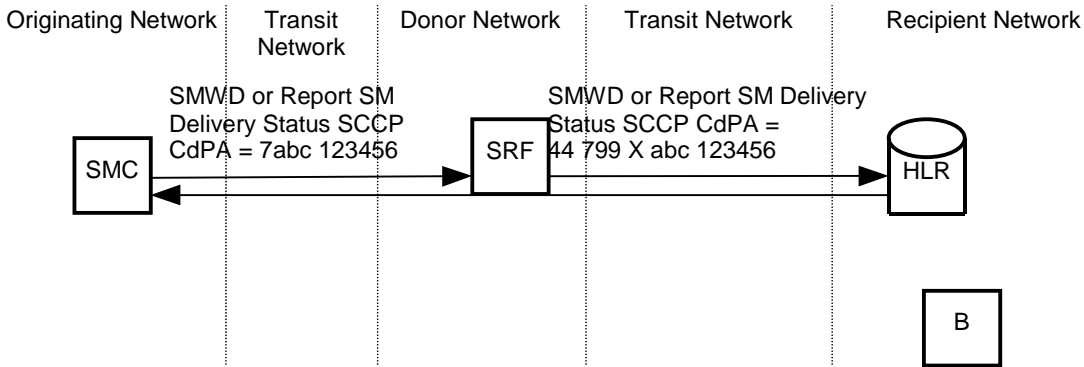 Originating Network
Transit
Network
Donor Network
Transit Network
Recipient Network
SMWD or Report SM
Delivery Status SCCP
CdPA = 7abc 123456
SMWD or Report SM Delivery
Status SCCP CdPA =
44 799 X abc 123456
SMC
SRF
HLR
B